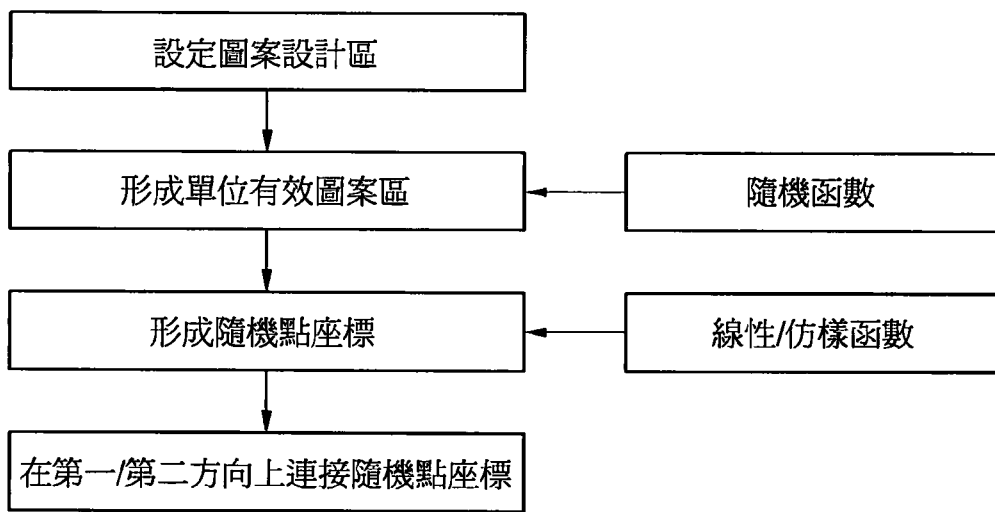 設定圖案設計區
形成單位有效圖案區
隨機函數
形成隨機點座標
線性/仿樣函數
在第一/第二方向上連接隨機點座標